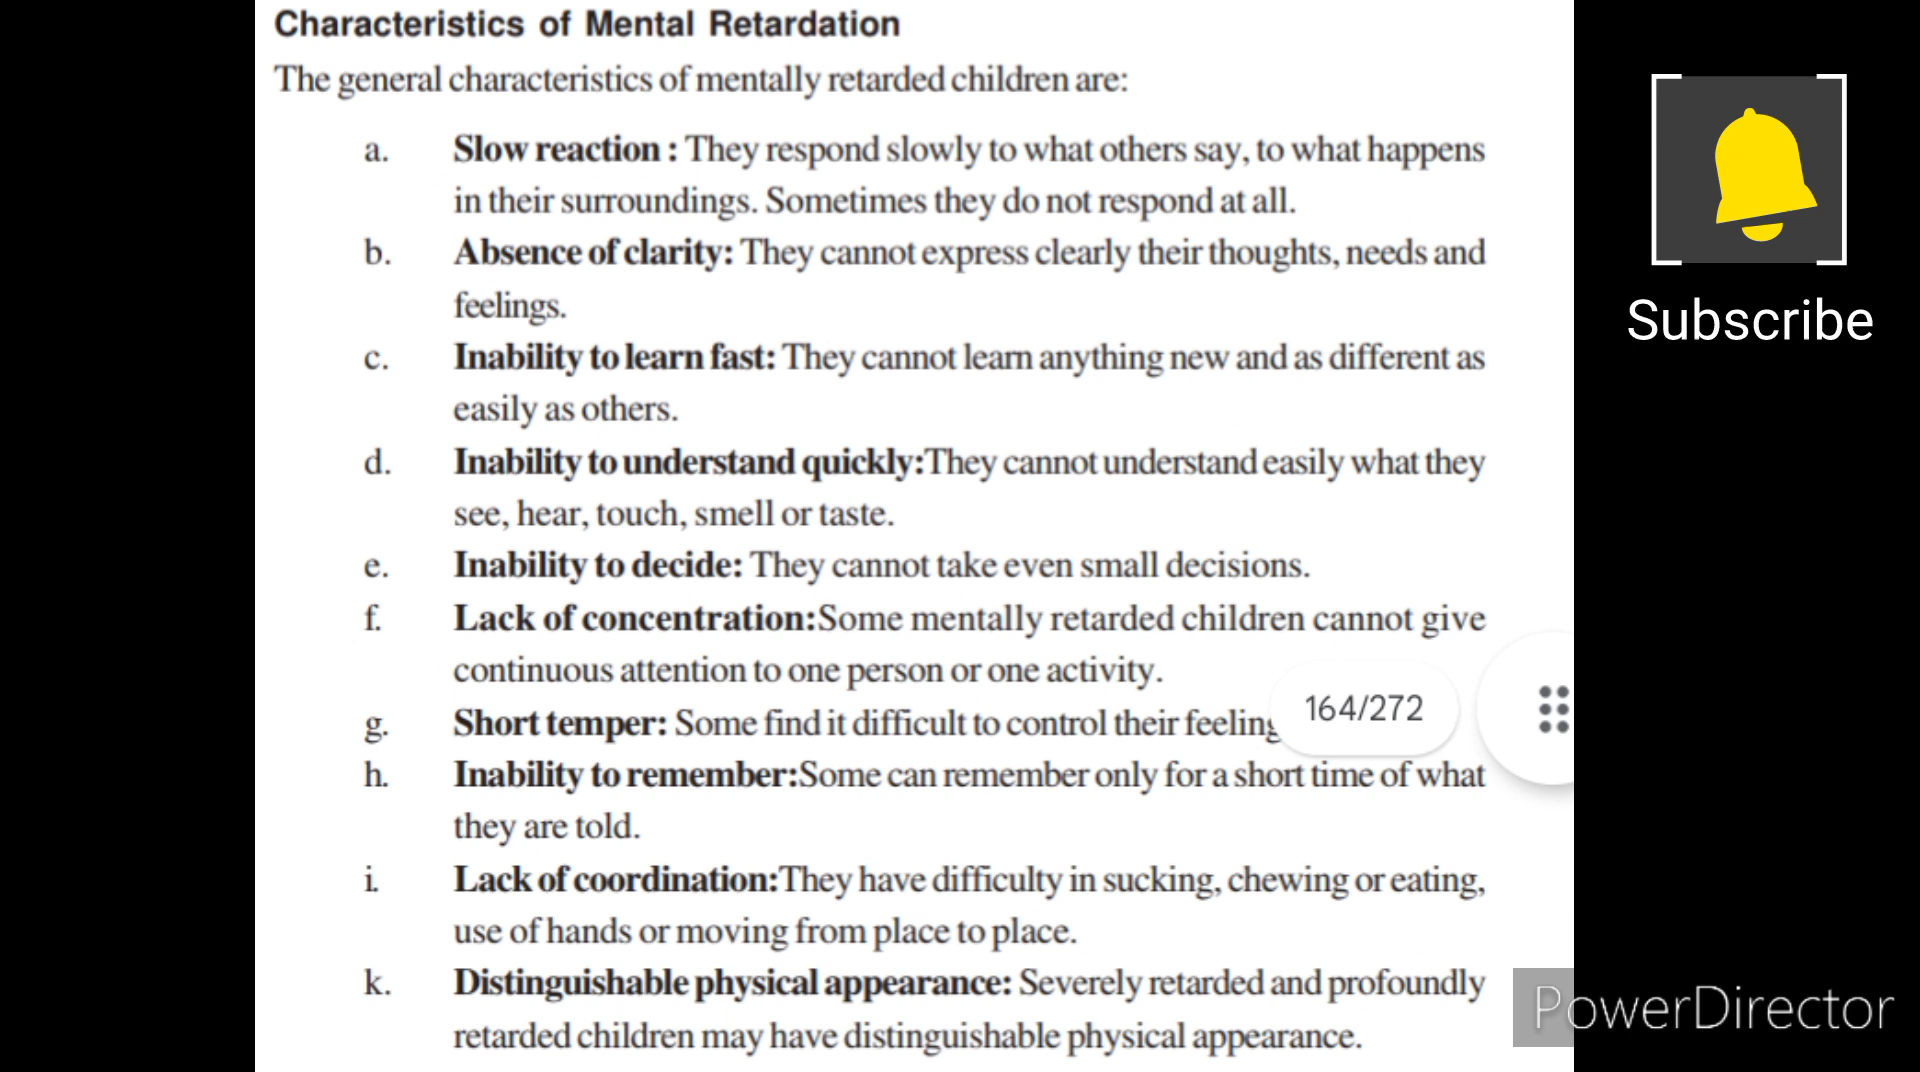 Characteristics of Mental Retardation
The general characteristics of mentally retarded children are:
a. Slow reaction : They respond slowly to what others say, to what happens
in their surroundings. Sometimes they do not respond at all.
b. Absence of clarity: They cannot express clearly their thoughts, needs and
feelings.
c. Inability to learn fast: They cannot learn anything new and as different as
easily as others.
d. Inability to understand quickly:They cannot understand easily what they
see, hear, touch, smell or taste.
e. Inability to decide: They cannot take even small decisions.
f. Lack of concentration:Some mentally retarded children cannot give
continuous attention to one person or one activity.
g. Short temper: Some find it difficult to control their
h. Inability to remember:Some can remember only for a short time of what
they are told.
i. Lack of coordination:They have difficulty in sucking, chewing or eating,
use of hands or moving from place to place.
k. Distinguishable physical appearance: Severely retarded and profoundly
retarded children may have distinguishable physical appearance.
164/272
Subscribe
PowerDirector